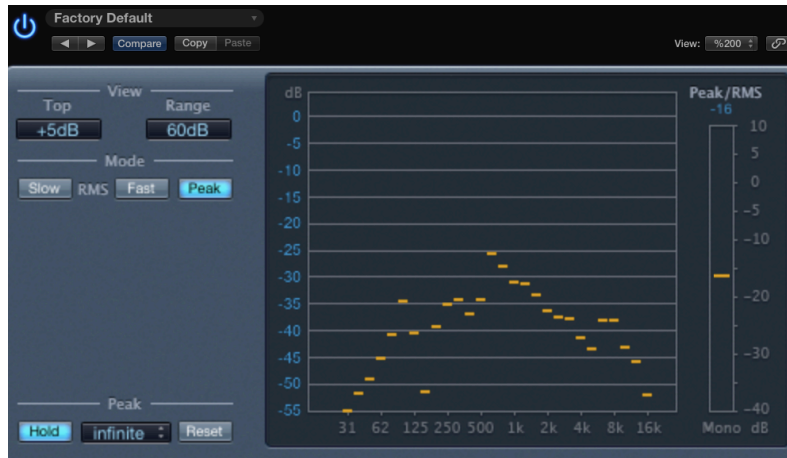 Factory Default
Compare Copy Paste
View: %200
View
Top Range
+5dB 60dB
Mode
Slow RMS Fast Peak
Peak
Hold infinite Reset
dB
0
-5
-10
-15
-20
-25
-30
-35
-40
-45
-50
-55
31 62 125 250 500 1k 2k 4k 8k 16k
Peak/RMS
-16
10
5
0
-5
-10
-20
-30
-40
Mono dB